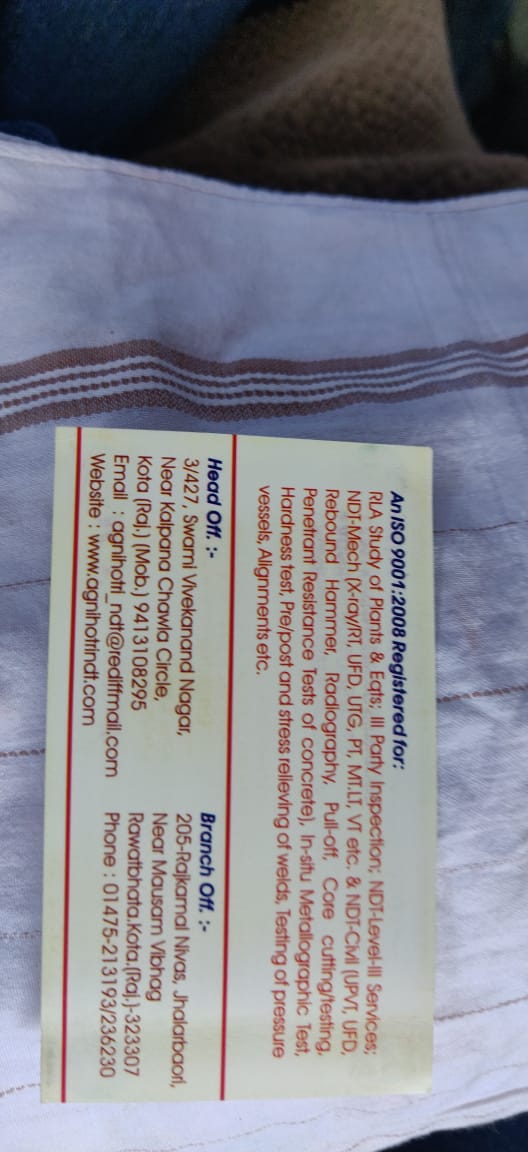 An ISO 9001:2008 Registered for:
RLA Study of Plants & Eqts; III Party Inspection; NDT-Level-III Services;
NDT-Mech (X-ray/RT, UFD, UTG, PT, MT,LT, VT etc. & NDT-Civil (UPVT, UFD,
Rebound Hammer, Radiography, Pull-off, Core cutting/testing,
Penetrant Resistance Tests of concrete), In-situ Metallographic Test,
Hardness test, Pre/post and stress relieving of welds, Testing of pressure
vessels, Alignments etc.
Head Off. :-
3/427, Swami Vivekanand Nagar,
Near Kalpana Chawla Circle,
Kota (Raj.) (Mob.) 9413108295
Email : agnihotri_ndt@rediffmail.com
Website : www.agnihotrindt.com
Branch Off. :-
205-Rajkamal Nivas, Jhalarbaori,
Near Mausam Vibhag
Rawatbhata,Kota,(Raj.)-323307
Phone : 01475-213193/236230